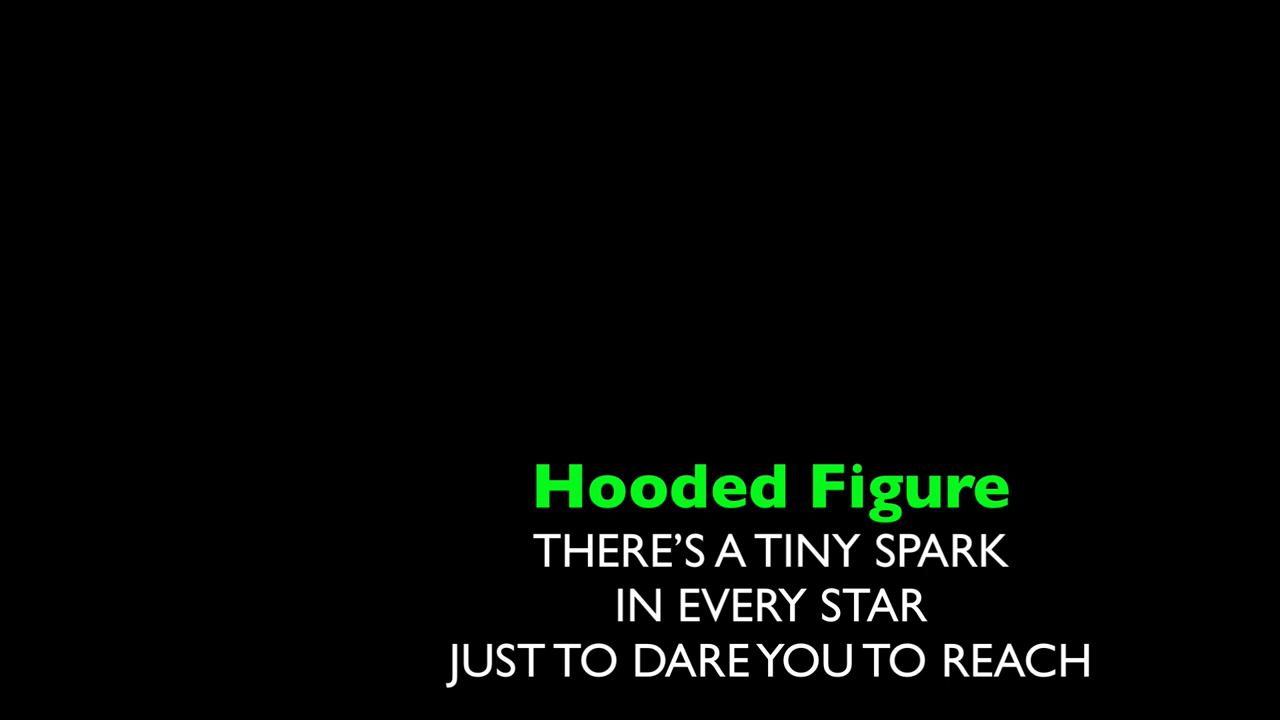 Hooded Figure
THERE’S A TINY SPARK
IN EVERY STAR
JUST TO DARE YOU TO REACH